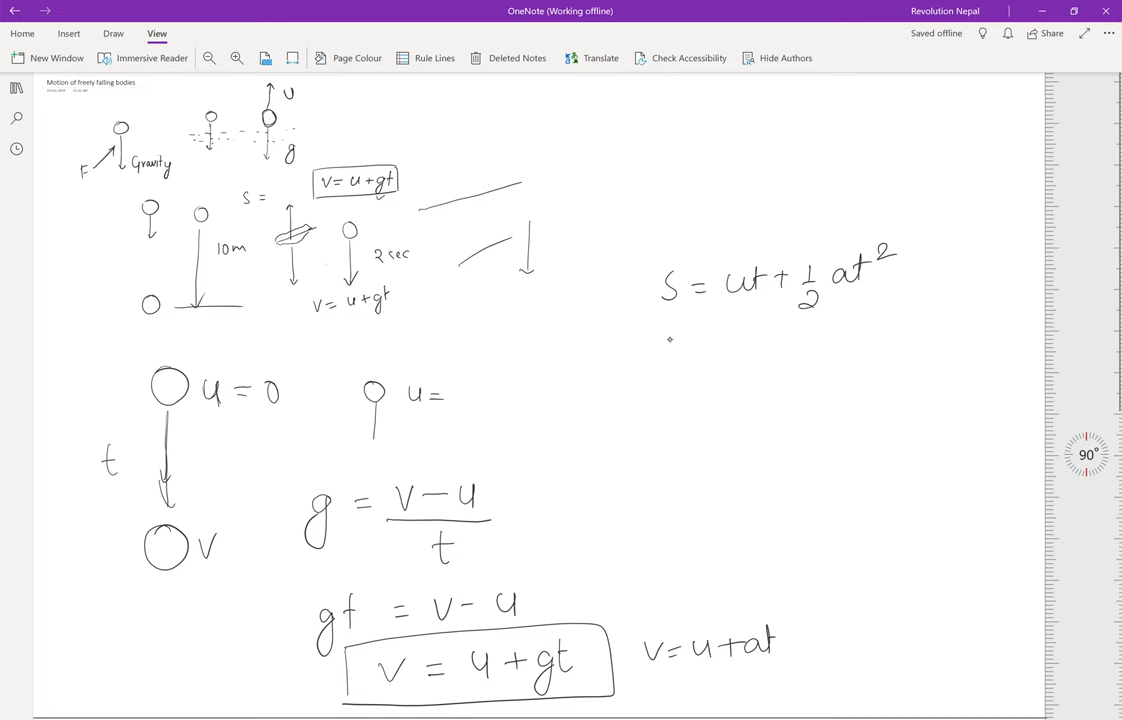 OneNote (Working offline)
Revolution Nepal
Home Insert Draw View
Saved offline
Share
New Window Immersive Reader Page Colour Rule Lines Deleted Notes Translate Check Accessibility Hide Authors
Motion of freely falling bodies
U
F
Gravity
g
V = u + gt
S =
10m
2 sec
V = u + gt
S = ut + 1/2 at²
u = 0
u =
t
V
g = V - u / t
gt = V - u
V = u + gt
V = u + at
90°